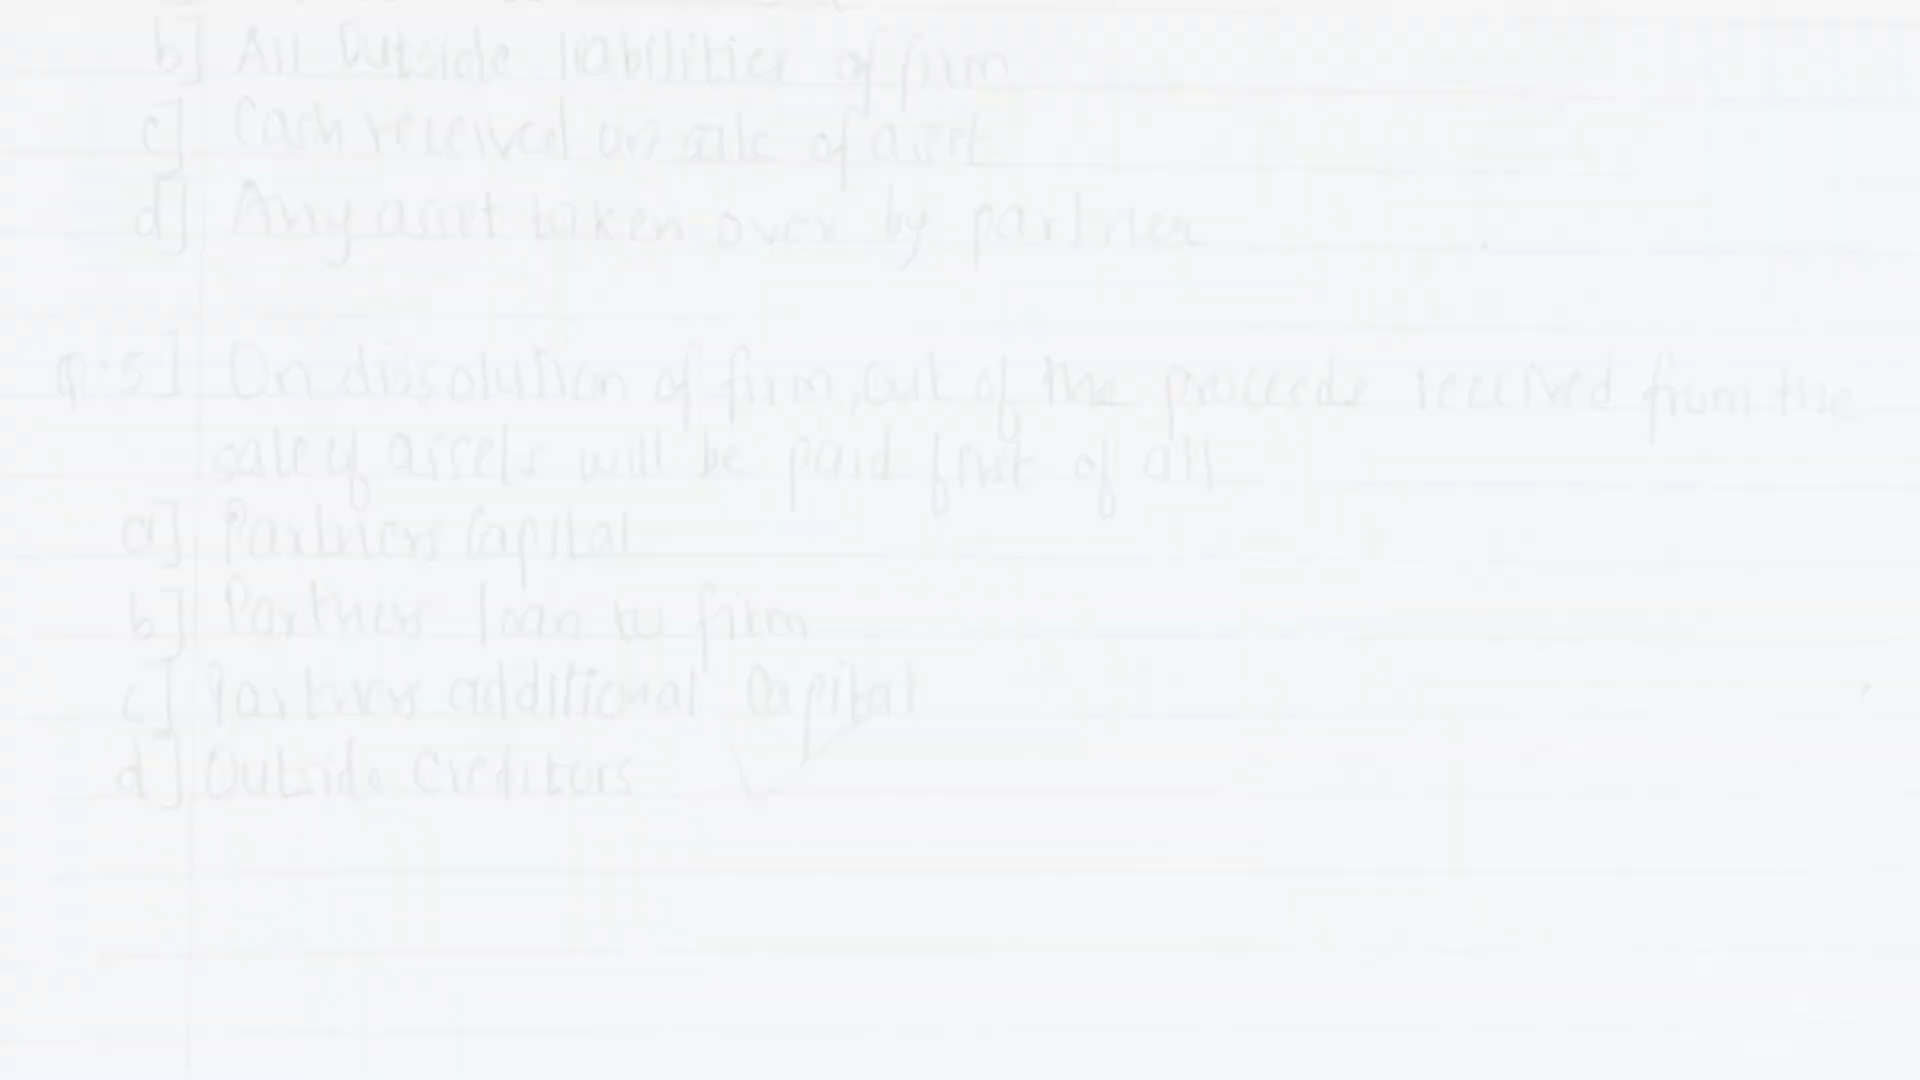 b] All Outside liabilities of firm
c] Cash received on sale of asset
d] Any asset taken over by partner
Q.5] On dissolution of firm, out of the proceeds received from the
sale of assets will be paid first of all
a] Partners Capital
b] Partners loan to firm
c] Partners additional Capital
d] Outside Creditors